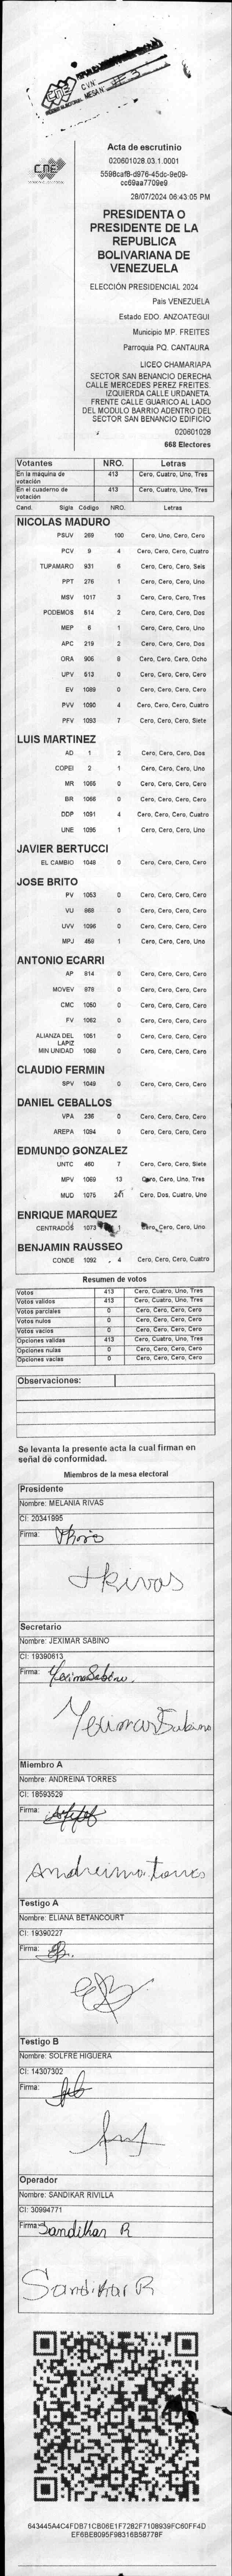 CNE
CNE
Acta de escrutinio
020601028.03.1.0001
5598caf8-d976-45dc-9e09-
cc69aa7709e9
28/07/2024 06:43:05 PM
PRESIDENTA O
PRESIDENTE DE LA
REPUBLICA
BOLIVARIANA DE
VENEZUELA
ELECCIÓN PRESIDENCIAL 2024
País VENEZUELA
Estado EDO. ANZOATEGUI
Municipio MP. FREITES
Parroquia PQ. CANTAURA
LICEO CHAMARIAPA
SECTOR SAN BENANCIO DERECHA
CALLE MERCEDES PEREZ FREITES.
IZQUIERDA CALLE URDANETA.
FRENTE CALLE GUARICO AL LADO
DEL MODULO BARRIO ADENTRO DEL
SECTOR SAN BENANCIO EDIFICIO
020601028
668 Electores
Votantes NRO. Letras
En la máquina de votación 413 Cero, Cuatro, Uno, Tres
En el cuaderno de votación 413 Cero, Cuatro, Uno, Tres
Cand. Sigla Código NRO. Letras
NICOLAS MADURO
PSUV 269 100 Cero, Uno, Cero, Cero
PCV 9 4 Cero, Cero, Cero, Cuatro
TUPAMARO 931 6 Cero, Cero, Cero, Seis
PPT 276 1 Cero, Cero, Cero, Uno
MSV 1017 3 Cero, Cero, Cero, Tres
PODEMOS 514 2 Cero, Cero, Cero, Dos
MEP 6 1 Cero, Cero, Cero, Uno
APC 219 2 Cero, Cero, Cero, Dos
ORA 906 8 Cero, Cero, Cero, Ocho
UPV 513 0 Cero, Cero, Cero, Cero
EV 1089 0 Cero, Cero, Cero, Cero
PVV 1090 4 Cero, Cero, Cero, Cuatro
PFV 1093 7 Cero, Cero, Cero, Siete
LUIS MARTINEZ
AD 1 2 Cero, Cero, Cero, Dos
COPEI 2 1 Cero, Cero, Cero, Uno
MR 1065 0 Cero, Cero, Cero, Cero
BR 1066 0 Cero, Cero, Cero, Cero
DDP 1091 4 Cero, Cero, Cero, Cuatro
UNE 1095 1 Cero, Cero, Cero, Uno
JAVIER BERTUCCI
EL CAMBIO 1048 0 Cero, Cero, Cero, Cero
JOSE BRITO
PV 1053 0 Cero, Cero, Cero, Cero
VU 868 0 Cero, Cero, Cero, Cero
UVV 1096 0 Cero, Cero, Cero, Cero
MPJ 458 1 Cero, Cero, Cero, Uno
ANTONIO ECARRI
AP 814 0 Cero, Cero, Cero, Cero
MOVEV 878 0 Cero, Cero, Cero, Cero
CMC 1050 0 Cero, Cero, Cero, Cero
FV 1062 0 Cero, Cero, Cero, Cero
ALIANZA DEL LAPIZ 1051 0 Cero, Cero, Cero, Cero
MIN UNIDAD 1058 0 Cero, Cero, Cero, Cero
CLAUDIO FERMIN
SPV 1049 0 Cero, Cero, Cero, Cero
DANIEL CEBALLOS
VPA 236 0 Cero, Cero, Cero, Cero
AREPA 1094 0 Cero, Cero, Cero, Cero
EDMUNDO GONZALEZ
UNTC 460 7 Cero, Cero, Cero, Siete
MPV 1069 13 Cero, Cero, Uno, Tres
MUD 1075 241 Cero, Dos, Cuatro, Uno
ENRIQUE MARQUEZ
CENTRADOS 1073 1 Cero, Cero, Cero, Uno
BENJAMIN RAUSSEO
CONDE 1092 4 Cero, Cero, Cero, Cuatro
Resumen de votos
Votos 413 Cero, Cuatro, Uno, Tres
Votos validos 413 Cero, Cuatro, Uno, Tres
Votos parciales 0 Cero, Cero, Cero, Cero
Votos nulos 0 Cero, Cero, Cero, Cero
Votos vacios 0 Cero, Cero, Cero, Cero
Opciones validas 413 Cero, Cuatro, Uno, Tres
Opciones nulas 0 Cero, Cero, Cero, Cero
Opciones vacías 0 Cero, Cero, Cero, Cero
Observaciones:
Se levanta la presente acta la cual firman en
señal de conformidad.
Miembros de la mesa electoral
Presidente
Nombre: MELANIA RIVAS
CI: 20341995
Firma:
Secretario
Nombre: JEXIMAR SABINO
CI: 19390613
Firma:
Miembro A
Nombre: ANDREINA TORRES
CI: 18593529
Firma:
Andreina torres
Testigo A
Nombre: ELIANA BETANCOURT
CI: 19390227
Firma:
Testigo B
Nombre: SOLFRE HIGUERA
CI: 14307302
Firma:
Operador
Nombre: SANDIKAR RIVILLA
CI: 30994771
Firma: Sandikar R
Sandikar R
643445A4C4FDB71CB06E1F7282F7108939FC60FF4D
EF6BE8095F98316B58778F